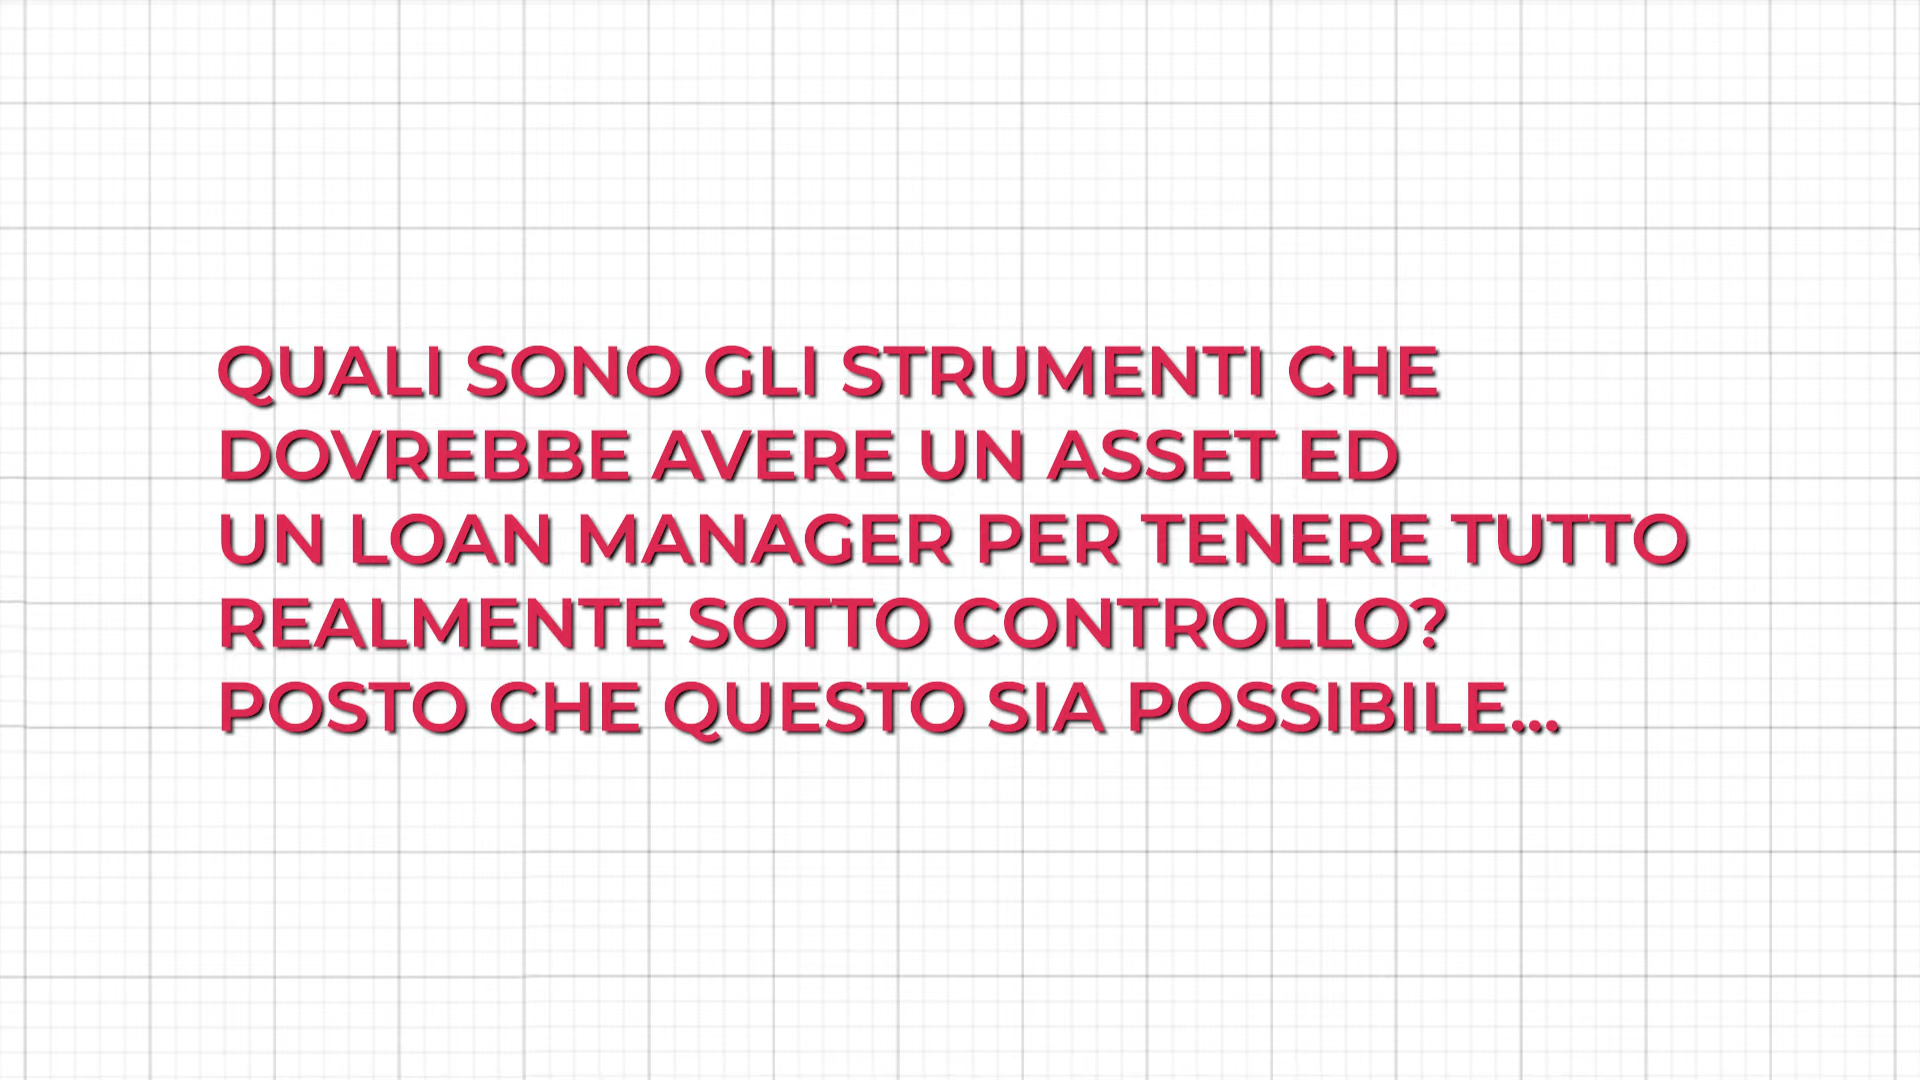 QUALI SONO GLI STRUMENTI CHE
DOVREBBE AVERE UN ASSET ED
UN LOAN MANAGER PER TENERE TUTTO
REALMENTE SOTTO CONTROLLO?
POSTO CHE QUESTO SIA POSSIBILE...